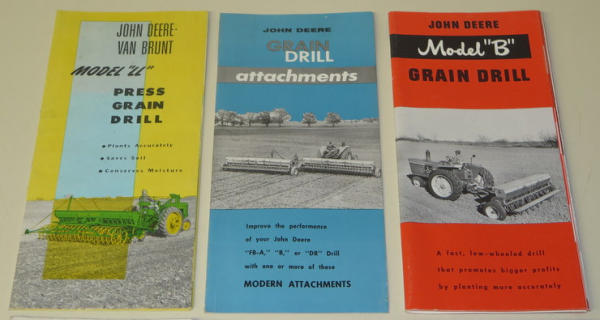 JOHN DEERE-
VAN BRUNT
MODEL "LL"
PRESS
GRAIN
DRILL
• Plants Accurately
• Saves Soil
• Conserves Moisture
JOHN DEERE
GRAIN
DRILL
attachments
Improve the performance
of your John Deere
"FB-A," "B," or "DR" Drill
with one or more of these
MODERN ATTACHMENTS
JOHN DEERE
Model "B"
GRAIN DRILL
A fast, low-wheeled drill
that promotes bigger profits
by planting more accurately